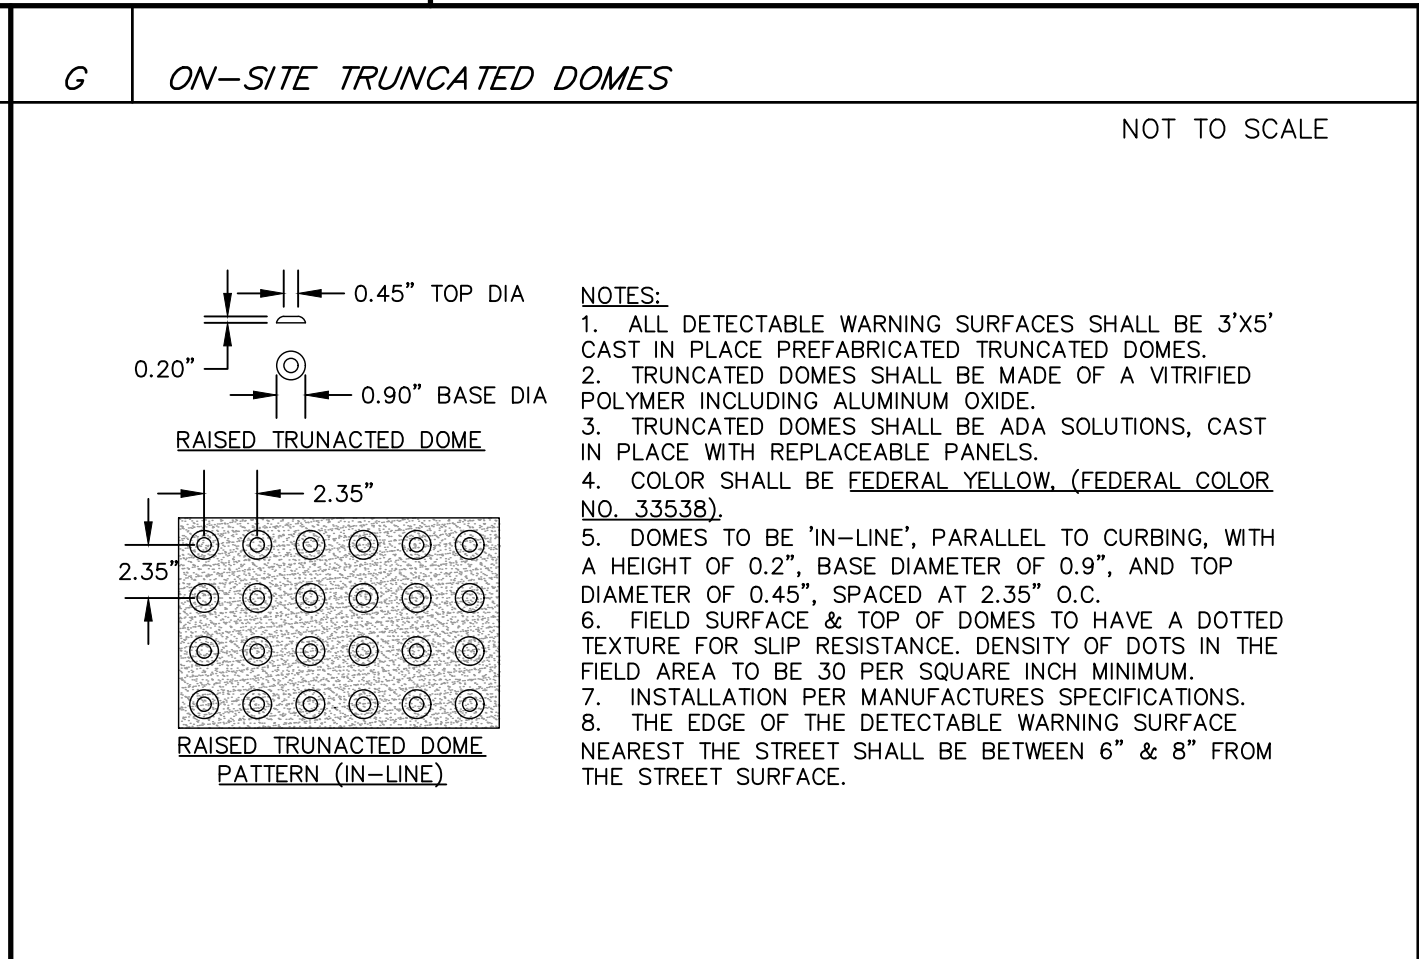 G
ON-SITE TRUNCATED DOMES
NOT TO SCALE
0.45" TOP DIA
0.20"
0.90" BASE DIA
RAISED TRUNACTED DOME
2.35"
2.35"
RAISED TRUNACTED DOME
PATTERN (IN-LINE)
NOTES:
1. ALL DETECTABLE WARNING SURFACES SHALL BE 3'X5'
CAST IN PLACE PREFABRICATED TRUNCATED DOMES.
2. TRUNCATED DOMES SHALL BE MADE OF A VITRIFIED
POLYMER INCLUDING ALUMINUM OXIDE.
3. TRUNCATED DOMES SHALL BE ADA SOLUTIONS, CAST
IN PLACE WITH REPLACEABLE PANELS.
4. COLOR SHALL BE FEDERAL YELLOW, (FEDERAL COLOR
NO. 33538).
5. DOMES TO BE 'IN-LINE', PARALLEL TO CURBING, WITH
A HEIGHT OF 0.2", BASE DIAMETER OF 0.9", AND TOP
DIAMETER OF 0.45", SPACED AT 2.35" O.C.
6. FIELD SURFACE & TOP OF DOMES TO HAVE A DOTTED
TEXTURE FOR SLIP RESISTANCE. DENSITY OF DOTS IN THE
FIELD AREA TO BE 30 PER SQUARE INCH MINIMUM.
7. INSTALLATION PER MANUFACTURES SPECIFICATIONS.
8. THE EDGE OF THE DETECTABLE WARNING SURFACE
NEAREST THE STREET SHALL BE BETWEEN 6" & 8" FROM
THE STREET SURFACE.